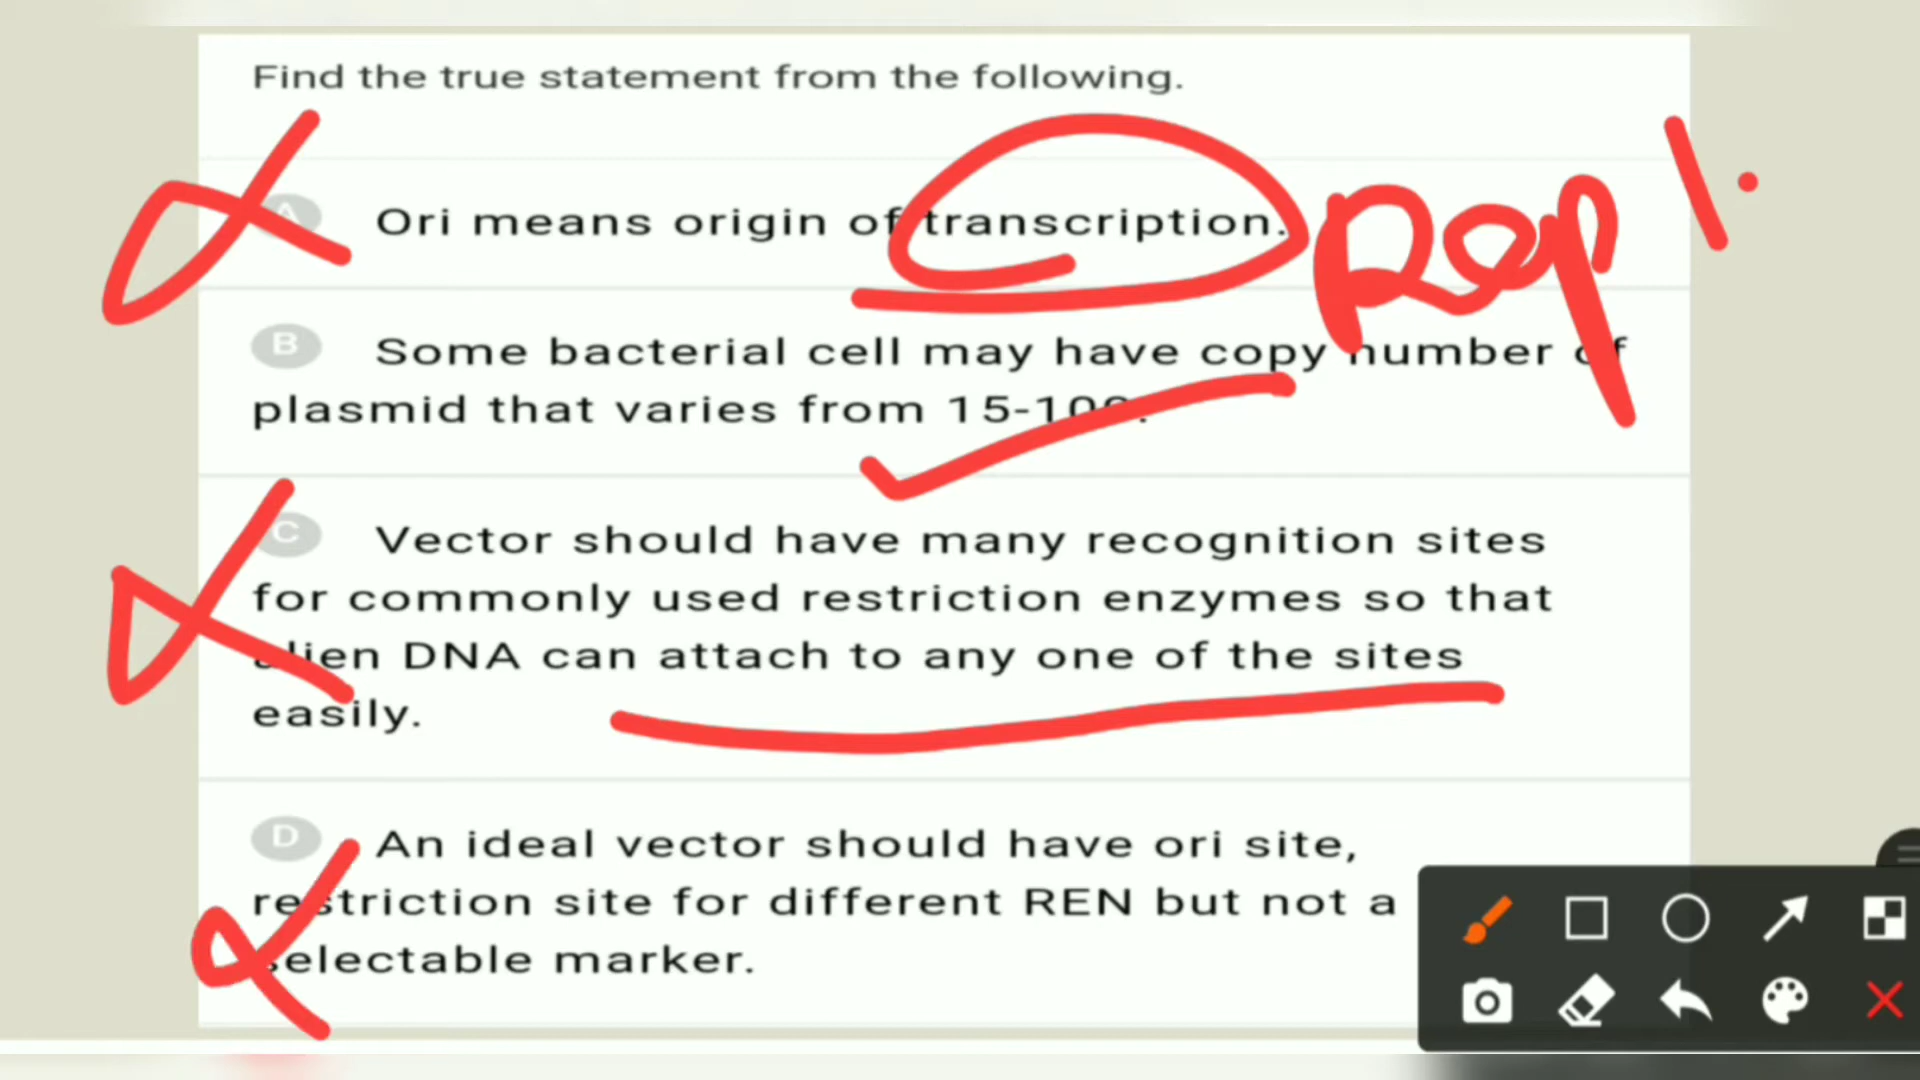 Find the true statement from the following.
A Ori means origin of transcription. Rep
B Some bacterial cell may have copy number of
plasmid that varies from 15-100.
C Vector should have many recognition sites
for commonly used restriction enzymes so that
alien DNA can attach to any one of the sites
easily.
D An ideal vector should have ori site,
restriction site for different REN but not a
selectable marker.